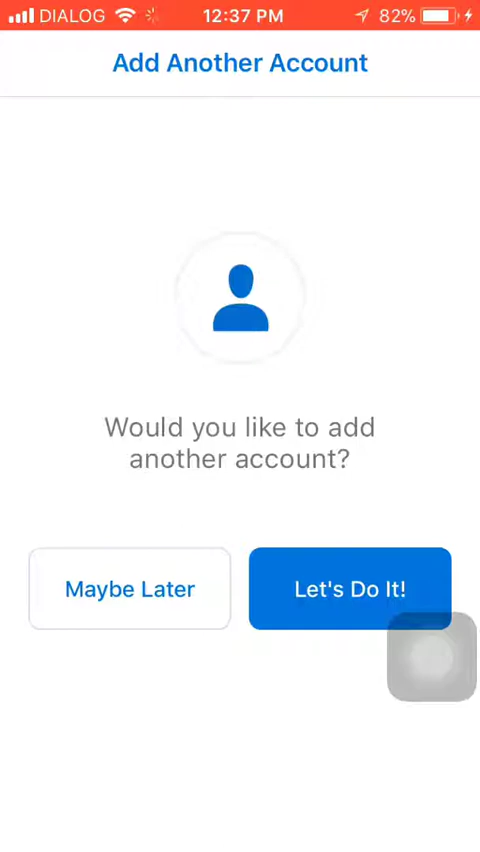 DIALOG 12:37 PM 82%
Add Another Account
Would you like to add
another account?
Maybe Later Let's Do It!